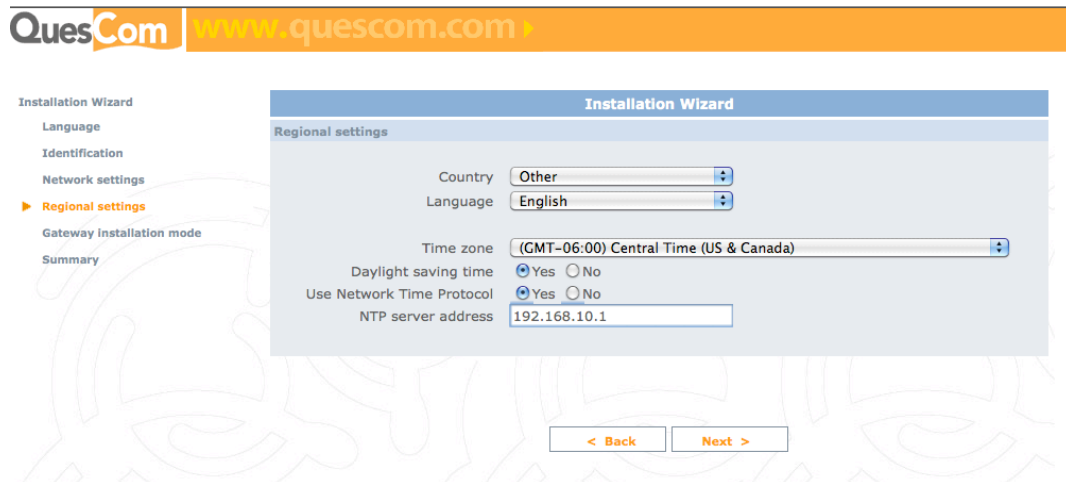 QuesCom www.quescom.com
Installation Wizard
Language
Identification
Network settings
Regional settings
Gateway installation mode
Summary
Installation Wizard
Regional settings
Country Other
Language English
Time zone (GMT-06:00) Central Time (US & Canada)
Daylight saving time Yes No
Use Network Time Protocol Yes No
NTP server address 192.168.10.1
< Back Next >